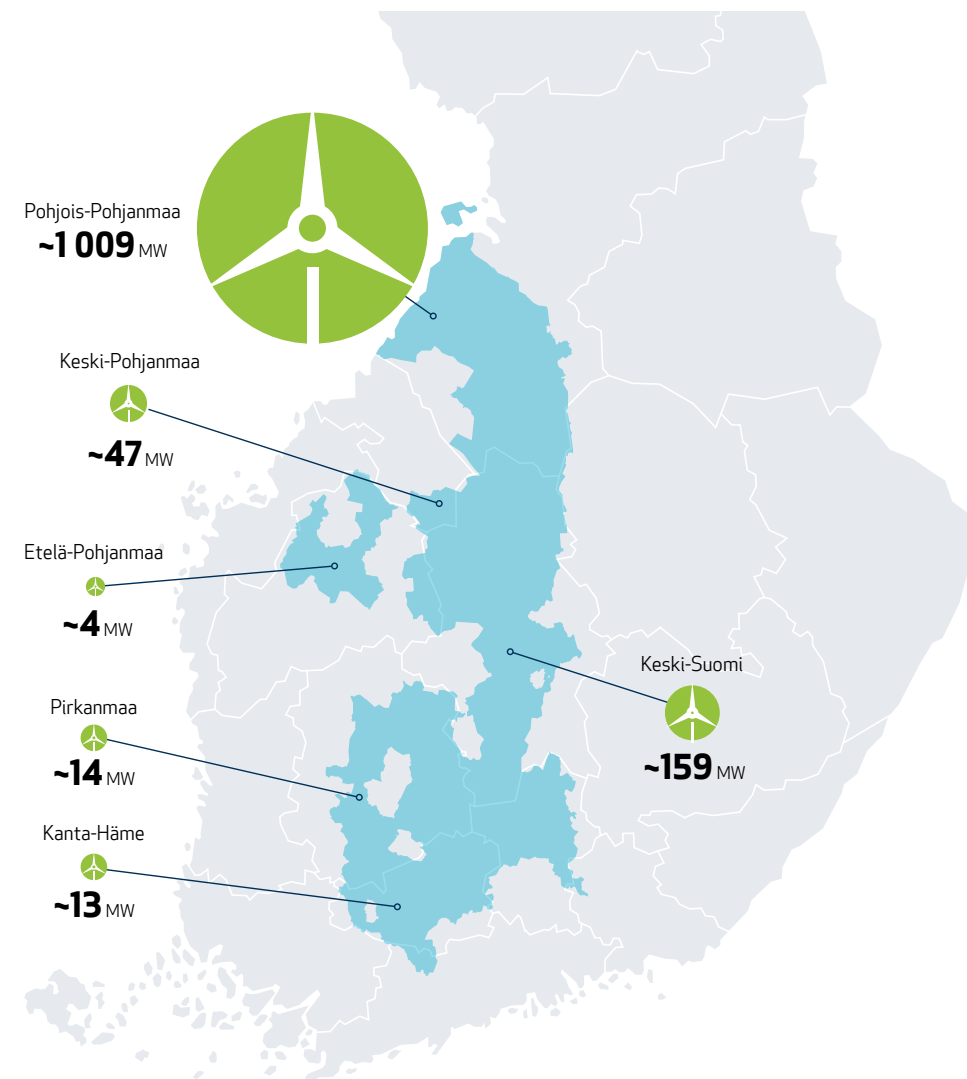 Pohjois-Pohjanmaa
~1 009 MW
Keski-Pohjanmaa
~47 MW
Etelä-Pohjanmaa
~4 MW
Keski-Suomi
~159 MW
Pirkanmaa
~14 MW
Kanta-Häme
~13 MW